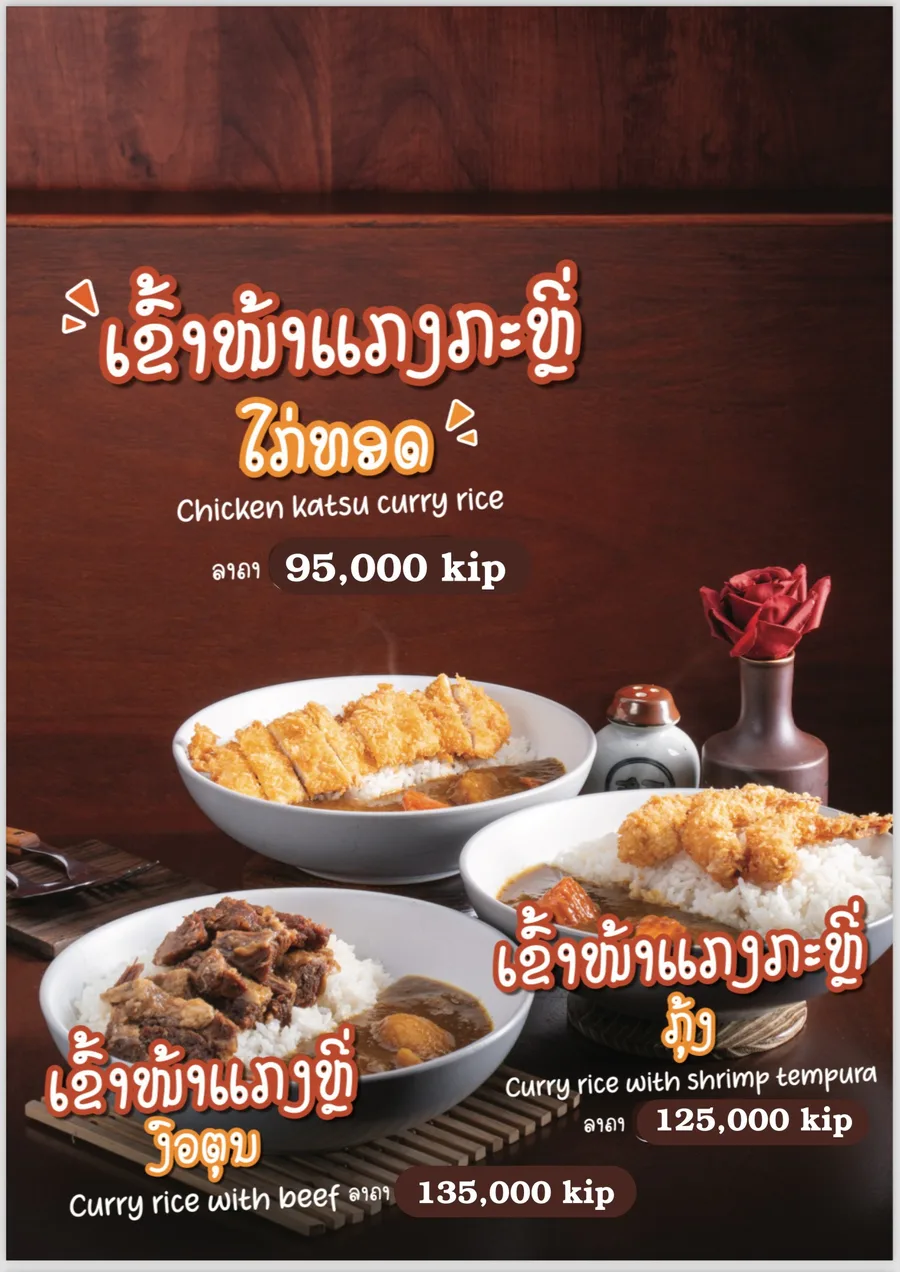 ເຂົ້າໜ້າແກງກະຫຼີ່
ໄກ່ທອດ
Chicken katsu curry rice
ລາຄາ 95,000 kip
ເຂົ້າໜ້າແກງກະຫຼີ່
ກຸ້ງ
Curry rice with shrimp tempura
ລາຄາ 125,000 kip
ເຂົ້າໜ້າແກງຫຼີ່
ງົວຕຸນ
Curry rice with beef ລາຄາ 135,000 kip